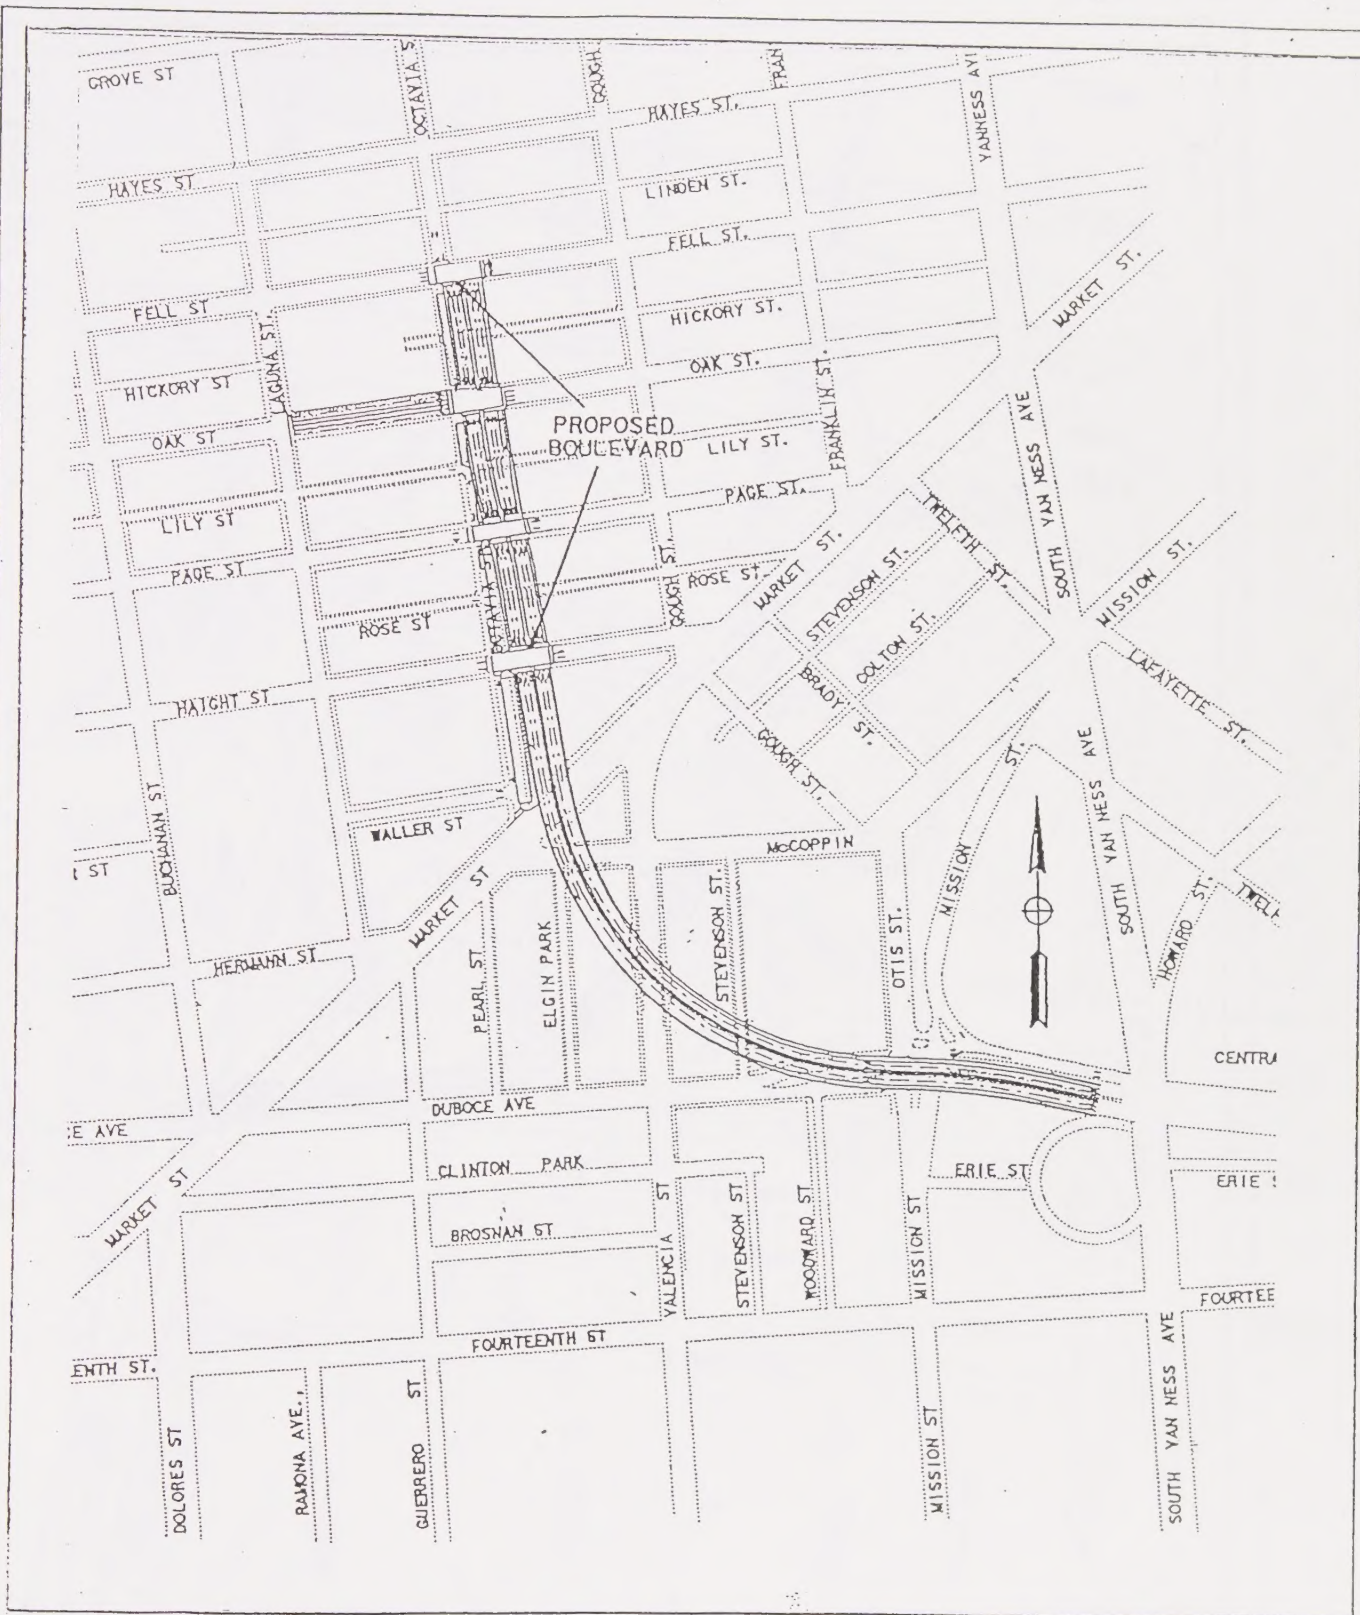 GROVE ST
OCTAVIA S
GOUGH
FRAN
HAYES ST.
HAYES ST
LINDEN ST.
FELL ST.
MARKET ST.
FELL ST
LAGUNA ST.
HICKORY ST.
OAK ST.
HICKORY ST
OAK ST
PROPOSED
BOULEVARD
LILY ST.
FRANKLIN ST.
SOUTH VAN NESS AVE
PAGE ST.
TWELFTH ST.
LILY ST
PAGE ST
OCTAVIA ST
GOUGH ST.
ROSE ST.
MARKET ST.
STEVENSON ST.
COLTON ST.
BRADY ST.
MISSION ST.
LAFAYETTE ST.
ROSE ST
HAIGHT ST
GOUGH ST.
BUCHANAN ST
WALLER ST
ST
MARKET ST
McCOPPIN
MISSION ST.
SOUTH VAN NESS AVE
HOWARD ST.
TWELF
HERMANN ST
PEARL ST
ELGIN PARK
STEVENSON ST.
OTIS ST.
CENTRA
DUBOCE AVE
CE AVE
CLINTON PARK
ERIE ST
ERIE S
MARKET ST
BROSNAN ST
VALENCIA ST
STEVENSON ST
WOODWARD ST
MISSION ST
FOURTEE
FOURTEENTH ST
ENTH ST.
DOLORES ST
RAMONA AVE.,
GUERRERO ST
MISSION ST
SOUTH VAN NESS AVE